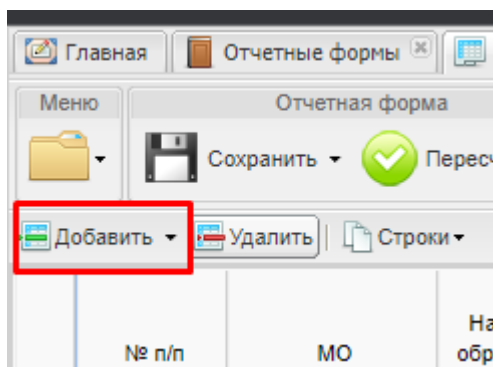 Главная Отчетные формы
Меню Отчетная форма
Сохранить
Добавить Удалить Строки
№ п/п МО